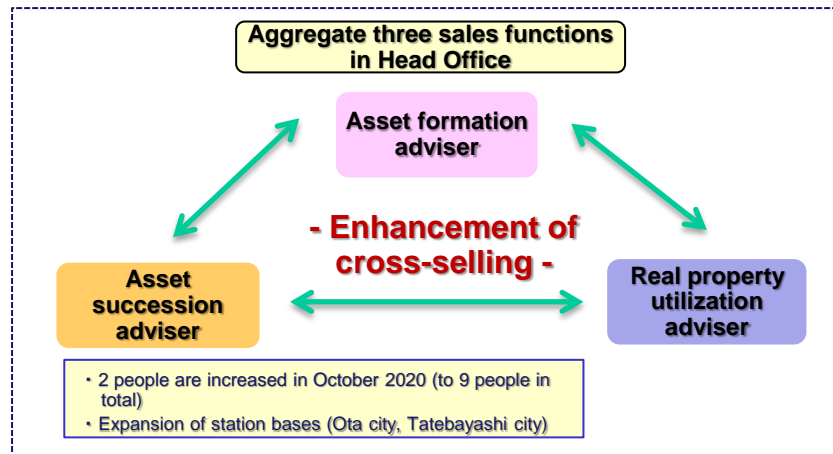 Aggregate three sales functions
in Head Office
Asset formation
adviser
- Enhancement of
cross-selling -
Asset
succession
adviser
Real property
utilization
adviser
・2 people are increased in October 2020 (to 9 people in
total)
・Expansion of station bases (Ota city, Tatebayashi city)